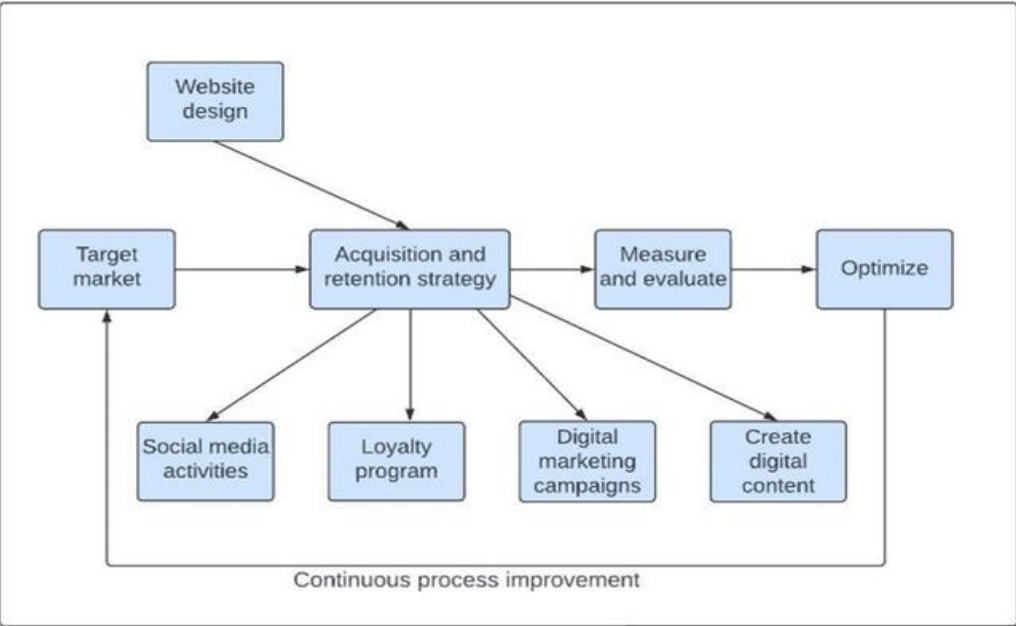 Website
design
Target
market
Acquisition and
retention strategy
Measure
and evaluate
Optimize
Social media
activities
Loyalty
program
Digital
marketing
campaigns
Create
digital
content
Continuous process improvement